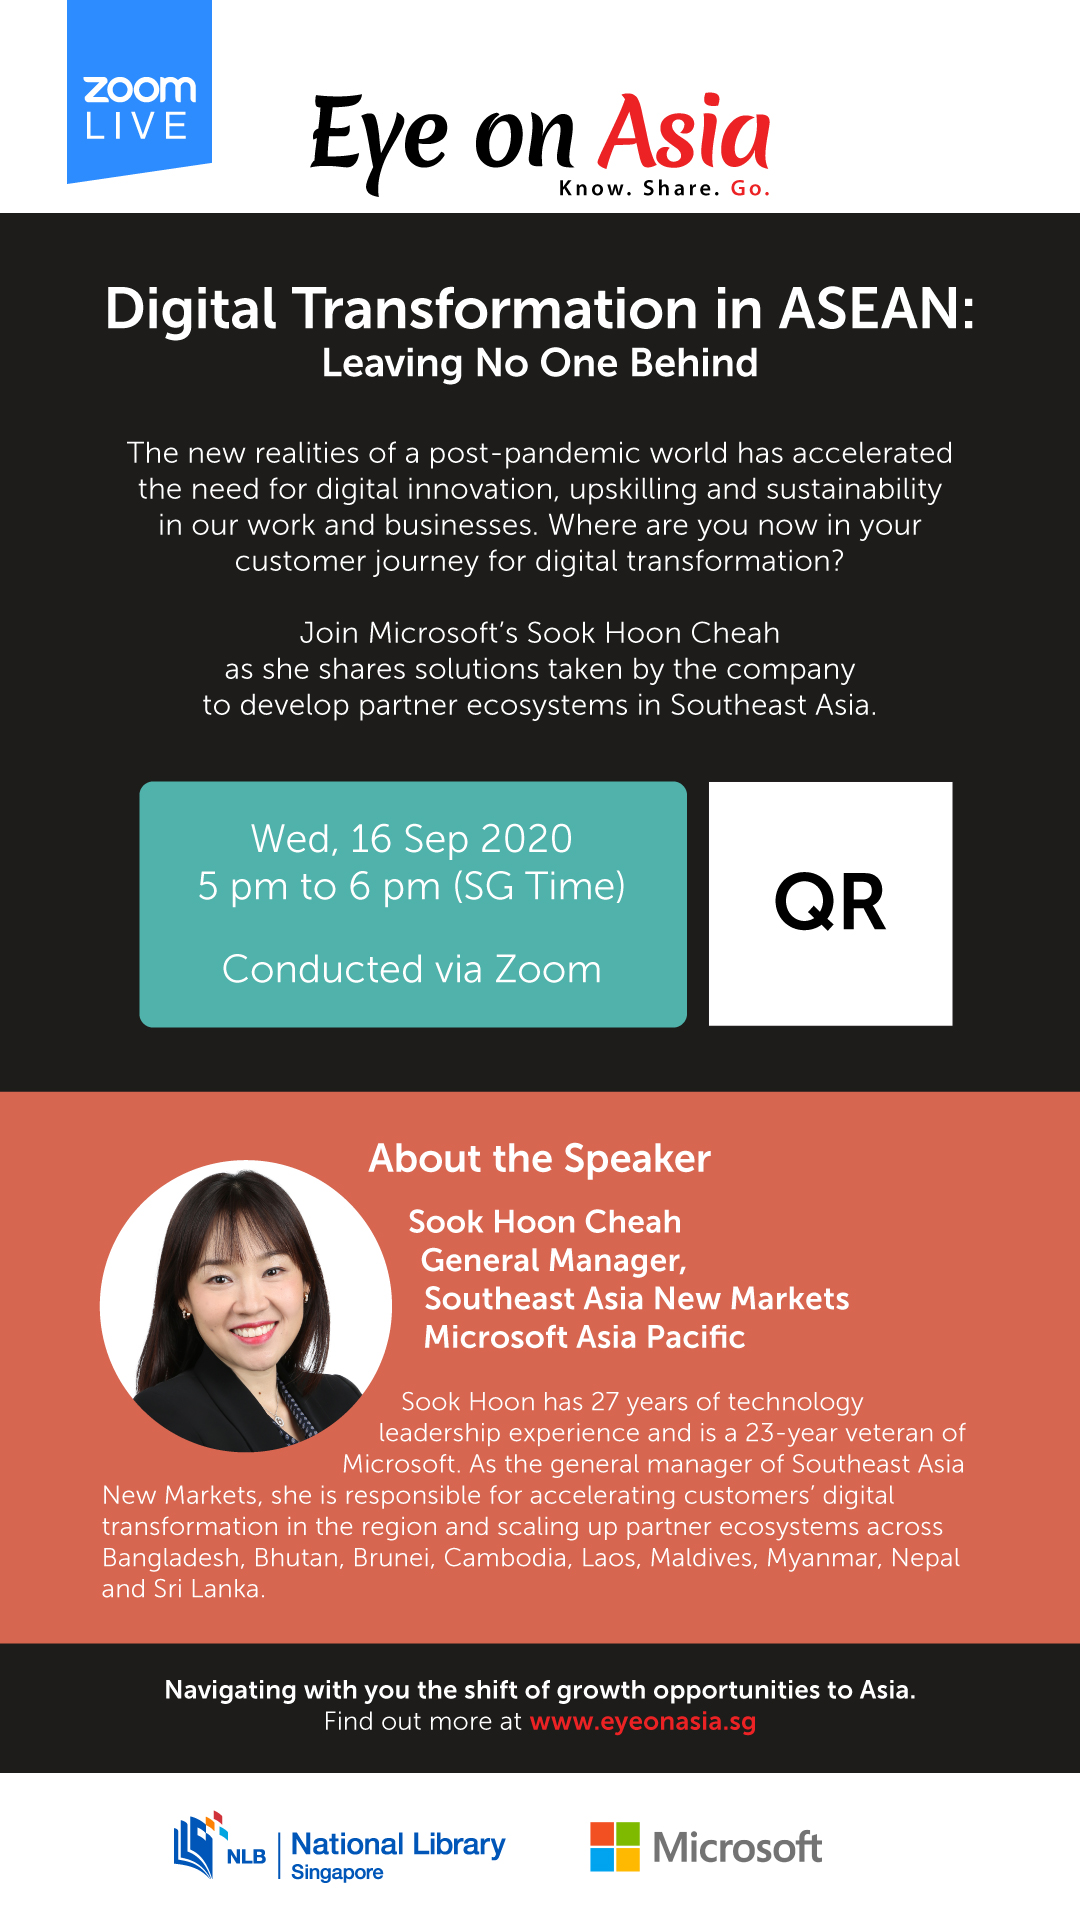 zoom
LIVE
Eye on Asia
Know. Share. Go.
Digital Transformation in ASEAN:
Leaving No One Behind
The new realities of a post-pandemic world has accelerated
the need for digital innovation, upskilling and sustainability
in our work and businesses. Where are you now in your
customer journey for digital transformation?
Join Microsoft’s Sook Hoon Cheah
as she shares solutions taken by the company
to develop partner ecosystems in Southeast Asia.
Wed, 16 Sep 2020
5 pm to 6 pm (SG Time)
Conducted via Zoom
QR
About the Speaker
Sook Hoon Cheah
General Manager,
Southeast Asia New Markets
Microsoft Asia Pacific
Sook Hoon has 27 years of technology
leadership experience and is a 23-year veteran of
Microsoft. As the general manager of Southeast Asia
New Markets, she is responsible for accelerating customers’ digital
transformation in the region and scaling up partner ecosystems across
Bangladesh, Bhutan, Brunei, Cambodia, Laos, Maldives, Myanmar, Nepal
and Sri Lanka.
Navigating with you the shift of growth opportunities to Asia.
Find out more at www.eyeonasia.sg
NLB
National Library
Singapore
Microsoft